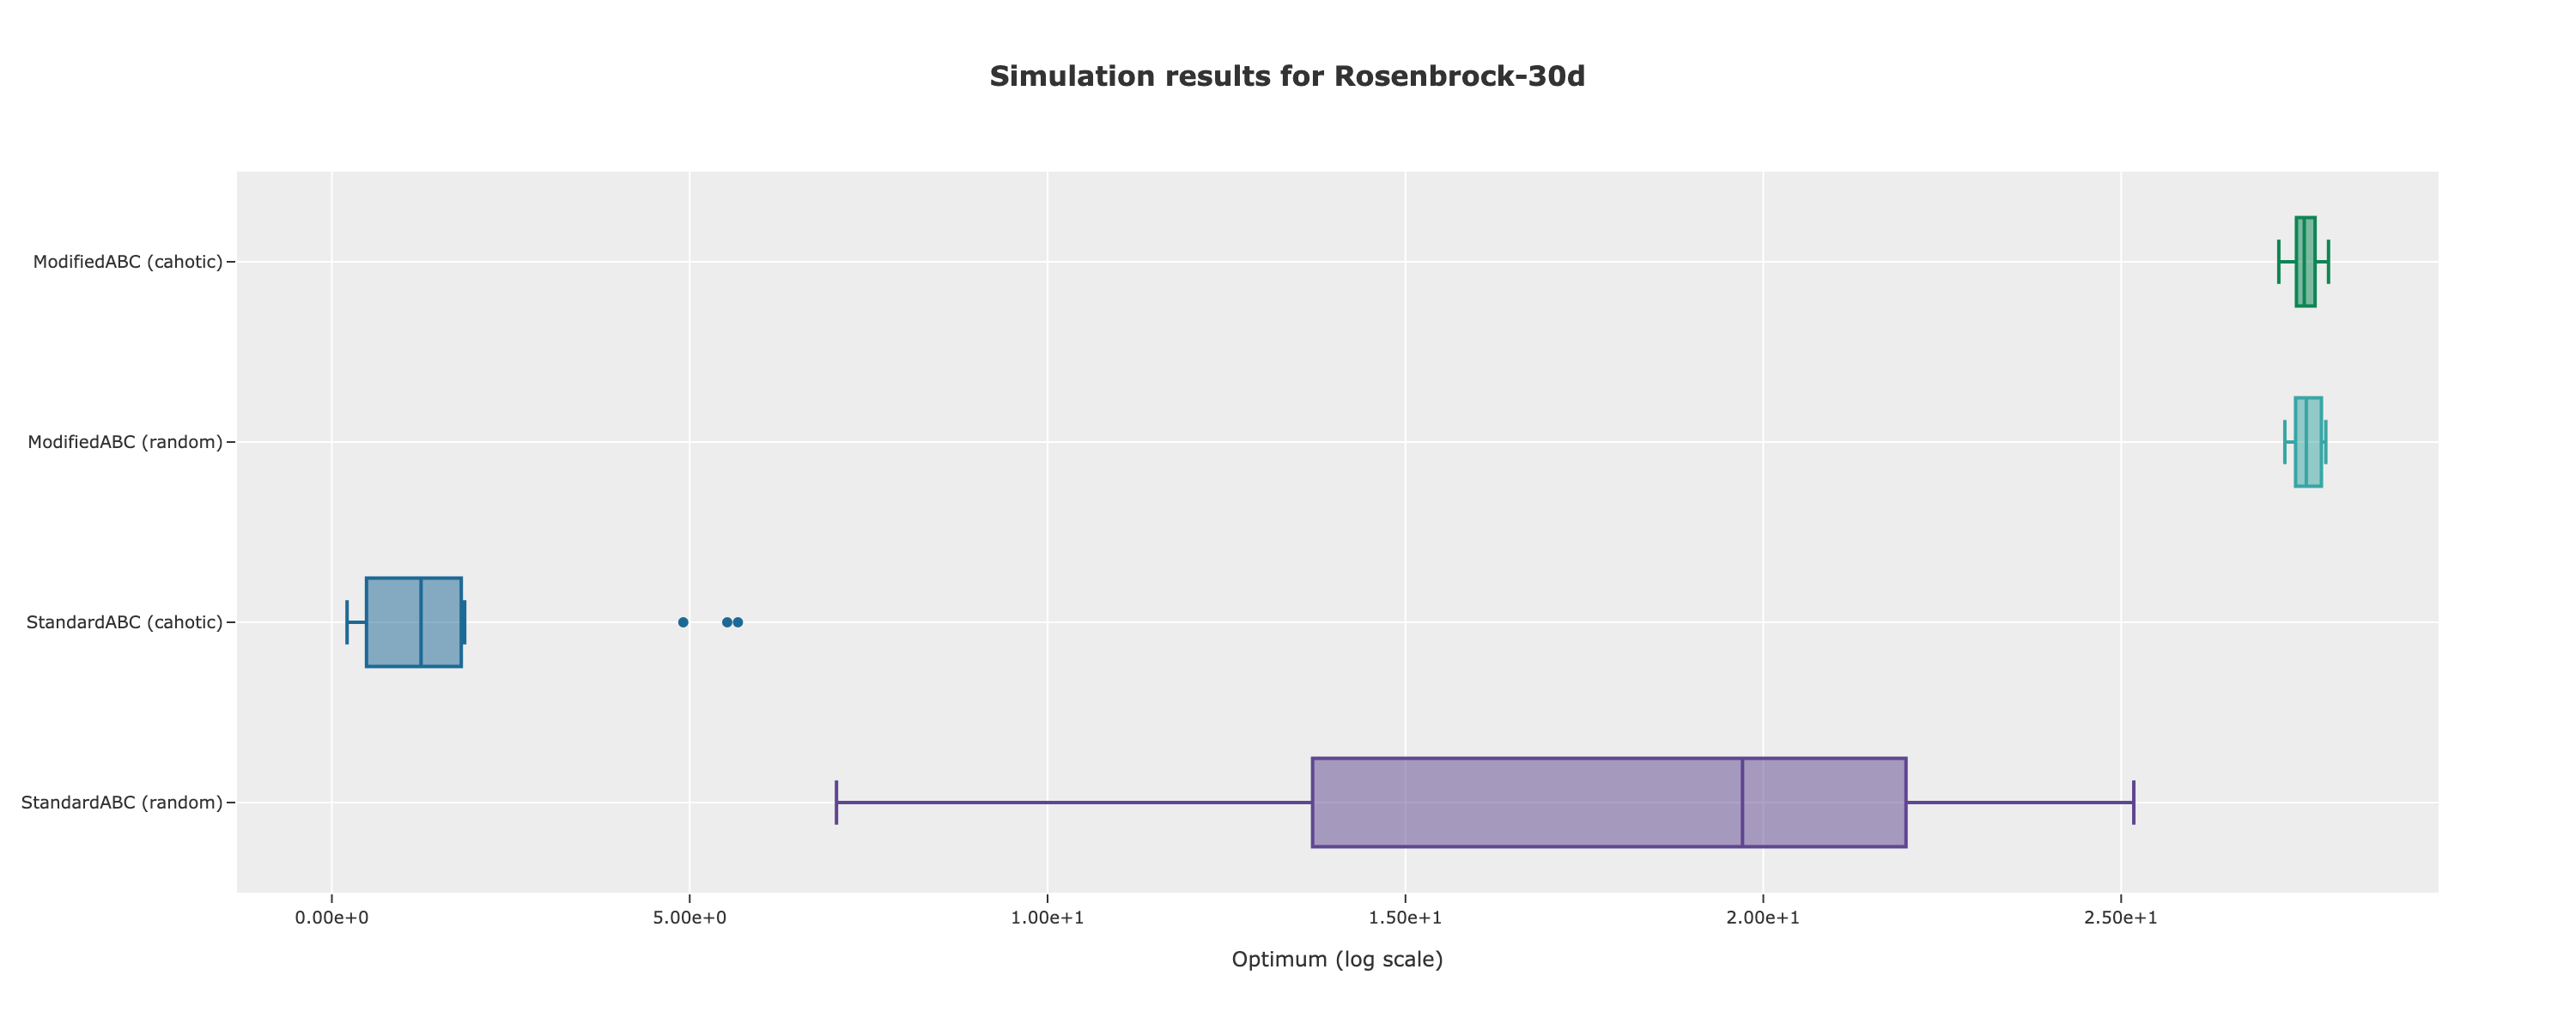 Simulation results for Rosenbrock-30d
ModifiedABC (cahotic)
ModifiedABC (random)
StandardABC (cahotic)
StandardABC (random)
0.00e+0 5.00e+0 1.00e+1 1.50e+1 2.00e+1 2.50e+1
Optimum (log scale)